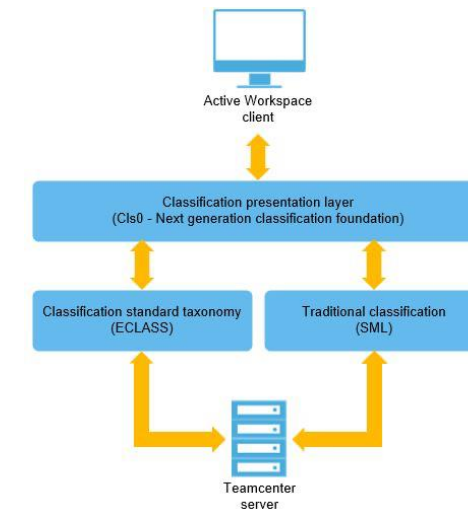 Active Workspace
client
Classification presentation layer
(Cls0 - Next generation classification foundation)
Classification standard taxonomy
(ECLASS)
Traditional classification
(SML)
Teamcenter
server